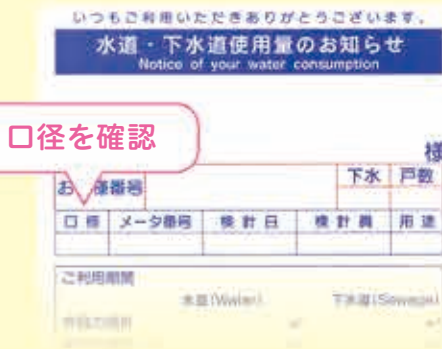 いつもご利用いただきありがとうございます。
水道・下水道使用量のお知らせ
Notice of your water consumption
口径を確認
様
お客様番号
下水 戸数
口径 メータ番号 検針日 検針員 用途
ご利用期間
水道(Water) 下水道(Sewage)